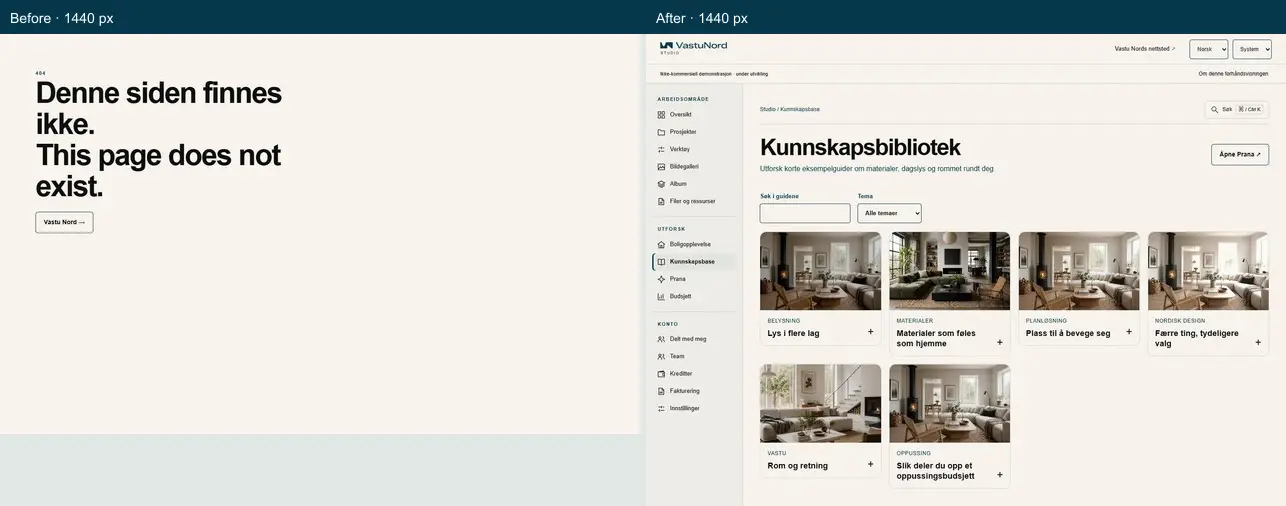 Before · 1440 px
After · 1440 px
404
Denne siden finnes
ikke.
This page does not
exist.
Vastu Nord →
VastuNord
STUDIO
Vastu Nords nettsted ↗
Norsk
System
Ikke-kommersiell demonstrasjon · under utvikling
Om denne forhåndsvisningen
ARBEIDSOMRÅDE
Oversikt
Prosjekter
Verktøy
Bildegalleri
Album
Filer og ressurser
UTFORSK
Boligopplevelse
Kunnskapsbase
Prana
Budsjett
KONTO
Delt med meg
Team
Kreditter
Fakturering
Innstillinger
Studio / Kunnskapsbase
Søk ⌘ / Ctrl K
Kunnskapsbibliotek
Utforsk korte eksempelguider om materialer, dagslys og rommet rundt deg
Åpne Prana ↗
Søk i guidene
Tema
Alle temaer
BELYSNING
Lys i flere lag
+
MATERIALER
Materialer som føles
som hjemme
+
PLANLØSNING
Plass til å bevege seg
+
NORDISK DESIGN
Færre ting, tydeligere
valg
+
VASTU
Rom og retning
+
OPPUSSING
Slik deler du opp et
oppussingsbudsjett
+